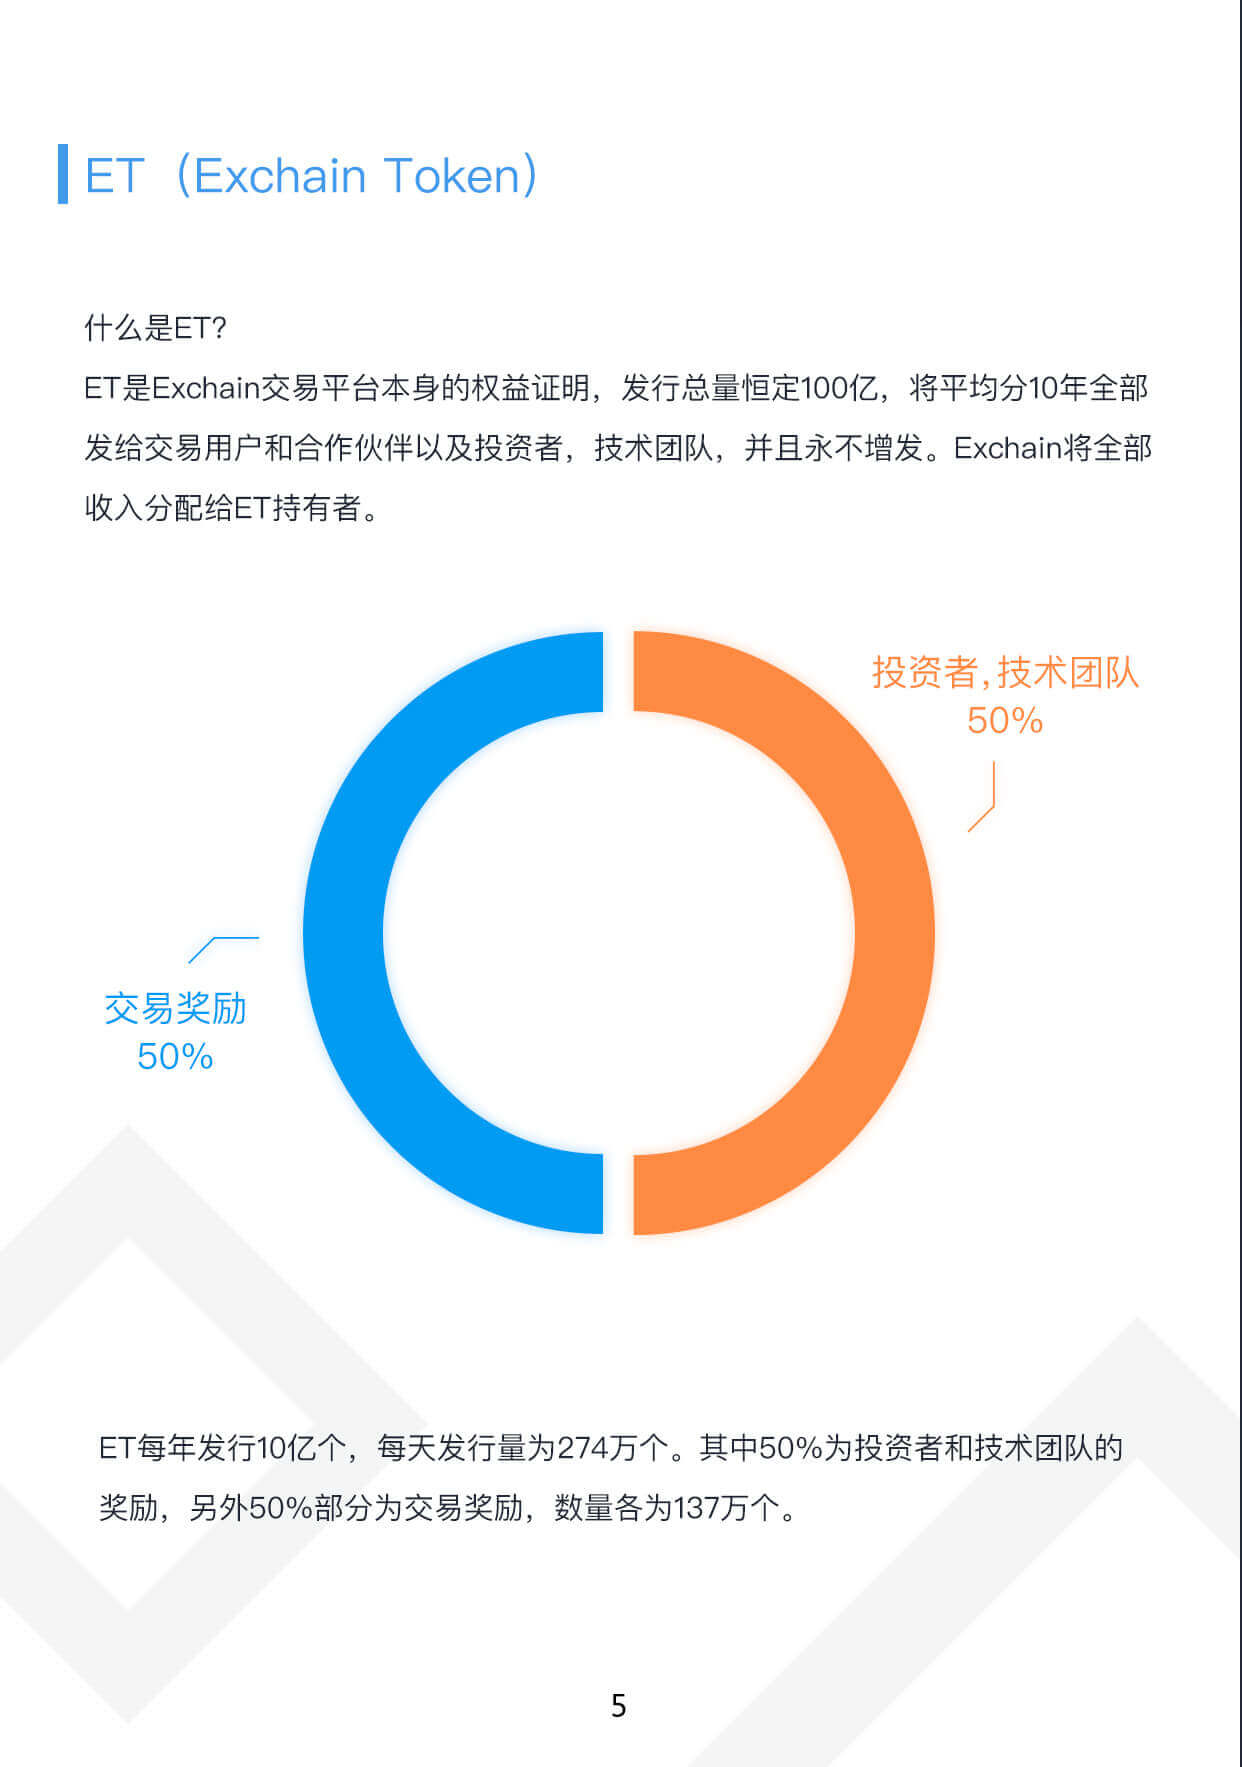 ET（Exchain Token）
什么是ET？
ET是Exchain交易平台本身的权益证明，发行总量恒定100亿，将平均分10年全部
发给交易用户和合作伙伴以及投资者，技术团队，并且永不增发。Exchain将全部
收入分配给ET持有者。
投资者,技术团队
50%
交易奖励
50%
ET每年发行10亿个，每天发行量为274万个。其中50%为投资者和技术团队的
奖励，另外50%部分为交易奖励，数量各为137万个。
5